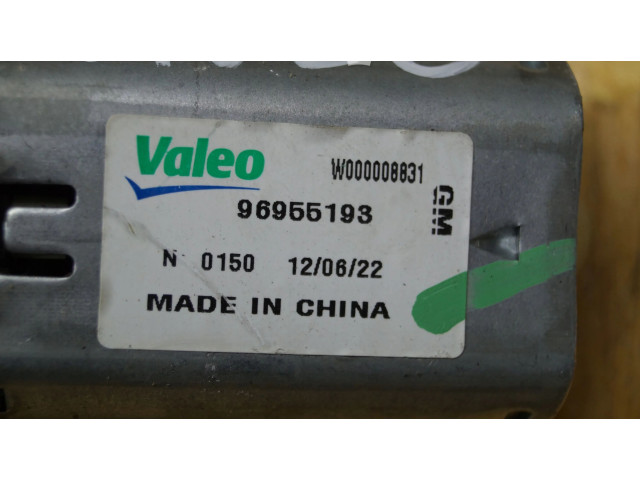 Valeo
W000008831
GM
96955193
N 0150 12/06/22
MADE IN CHINA